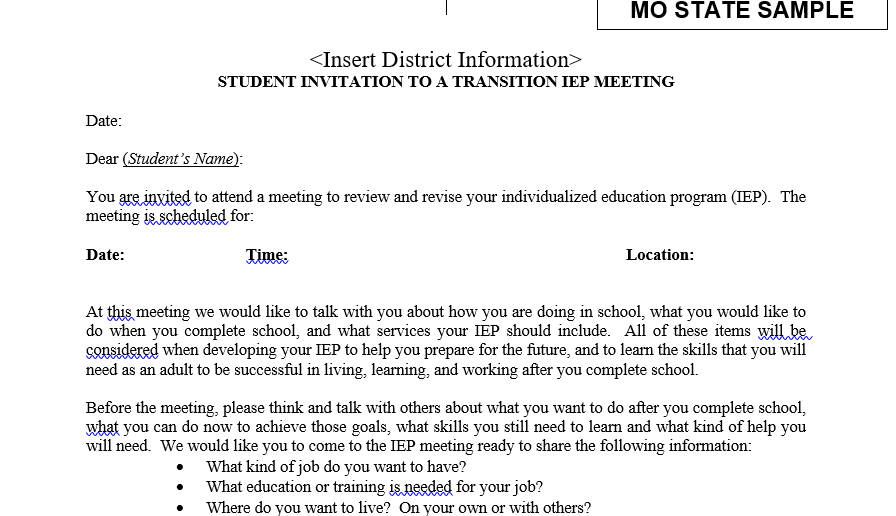 MO STATE SAMPLE
<Insert District Information>
STUDENT INVITATION TO A TRANSITION IEP MEETING
Date:
Dear (Student's Name):
You are invited to attend a meeting to review and revise your individualized education program (IEP).  The
meeting is scheduled for:
Date: Time: Location:
At this meeting we would like to talk with you about how you are doing in school, what you would like to
do when you complete school, and what services your IEP should include.  All of these items will be
considered when developing your IEP to help you prepare for the future, and to learn the skills that you will
need as an adult to be successful in living, learning, and working after you complete school.
Before the meeting, please think and talk with others about what you want to do after you complete school,
what you can do now to achieve those goals, what skills you still need to learn and what kind of help you
will need.  We would like you to come to the IEP meeting ready to share the following information:
• What kind of job do you want to have?
• What education or training is needed for your job?
• Where do you want to live?  On your own or with others?